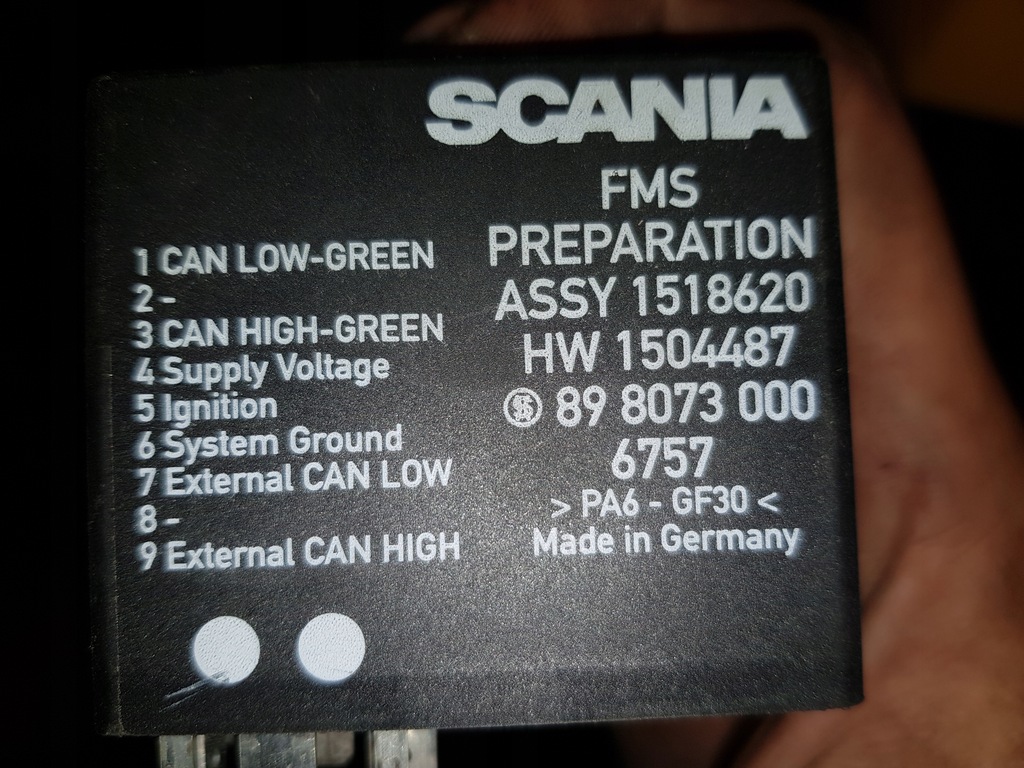 SCANIA
FMS
PREPARATION
ASSY 1518620
HW 1504487
89 8073 000
6757
> PA6 - GF30 <
Made in Germany
1 CAN LOW-GREEN
2 -
3 CAN HIGH-GREEN
4 Supply Voltage
5 Ignition
6 System Ground
7 External CAN LOW
8 -
9 External CAN HIGH